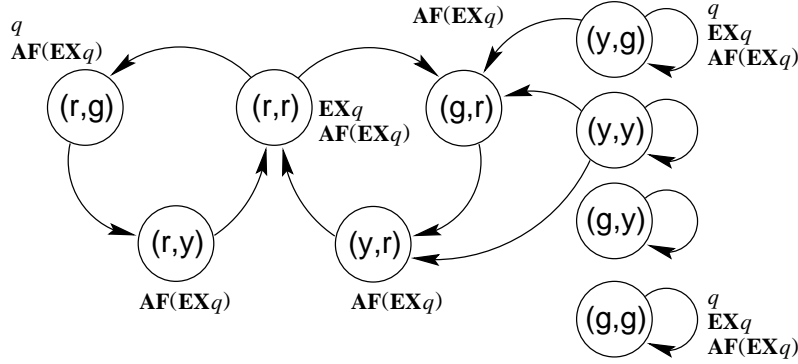 q
AF(EXq)
(r,g)
(r,r)
EXq
AF(EXq)
AF(EXq)
(g,r)
(y,g)
q
EXq
AF(EXq)
(y,y)
(r,y)
AF(EXq)
(y,r)
AF(EXq)
(g,y)
(g,g)
q
EXq
AF(EXq)